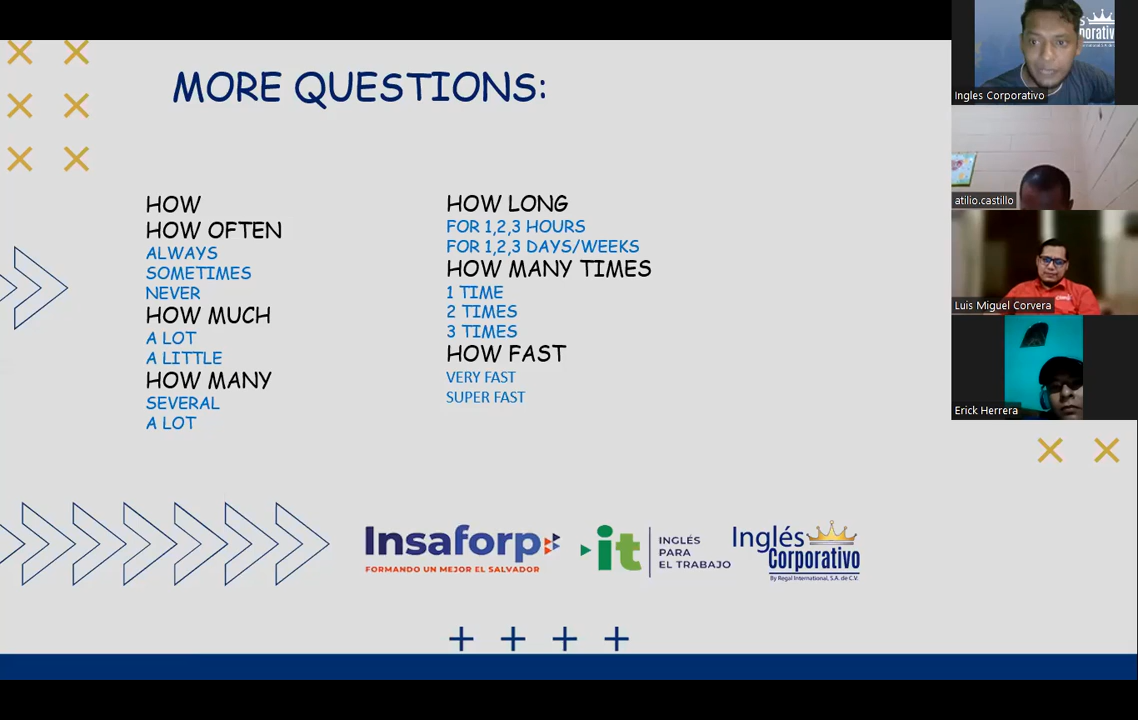 MORE QUESTIONS:
HOW
HOW OFTEN
ALWAYS
SOMETIMES
NEVER
HOW MUCH
A LOT
A LITTLE
HOW MANY
SEVERAL
A LOT
HOW LONG
FOR 1,2,3 HOURS
FOR 1,2,3 DAYS/WEEKS
HOW MANY TIMES
1 TIME
2 TIMES
3 TIMES
HOW FAST
VERY FAST
SUPER FAST
Insaforp
FORMANDO UN MEJOR EL SALVADOR
it
INGLÉS
PARA
EL TRABAJO
Inglés
Corporativo
By Regal International, S.A. de C.V.
Ingles Corporativo
atilio.castillo
Luis Miguel Corvera
Erick Herrera